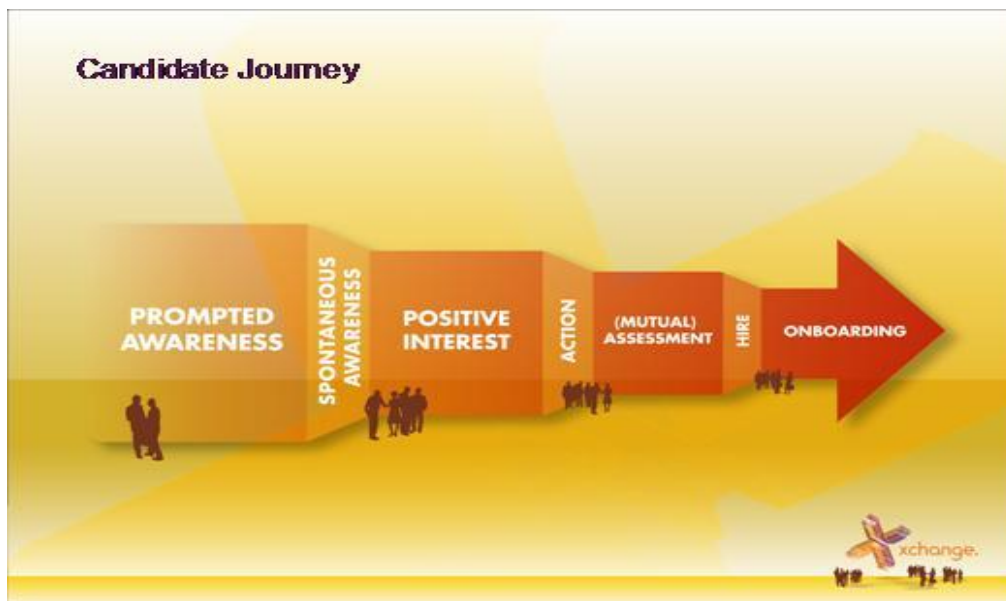 Candidate Journey
PROMPTED
AWARENESS
SPONTANEOUS
AWARENESS
POSITIVE
INTEREST
ACTION
(MUTUAL)
ASSESSMENT
HIRE
ONBOARDING
xchange.